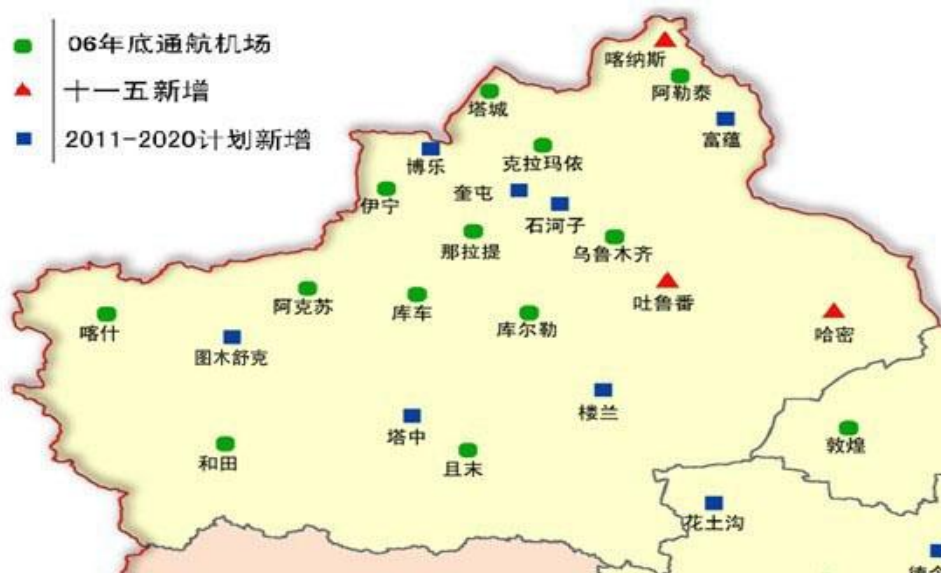 06年底通航机场
十一五新增
2011-2020计划新增
喀纳斯
阿勒泰
塔城
富蕴
博乐
克拉玛依
奎屯
伊宁
石河子
那拉提
乌鲁木齐
吐鲁番
阿克苏
库车
库尔勒
喀什
哈密
图木舒克
楼兰
塔中
敦煌
和田
且末
花土沟